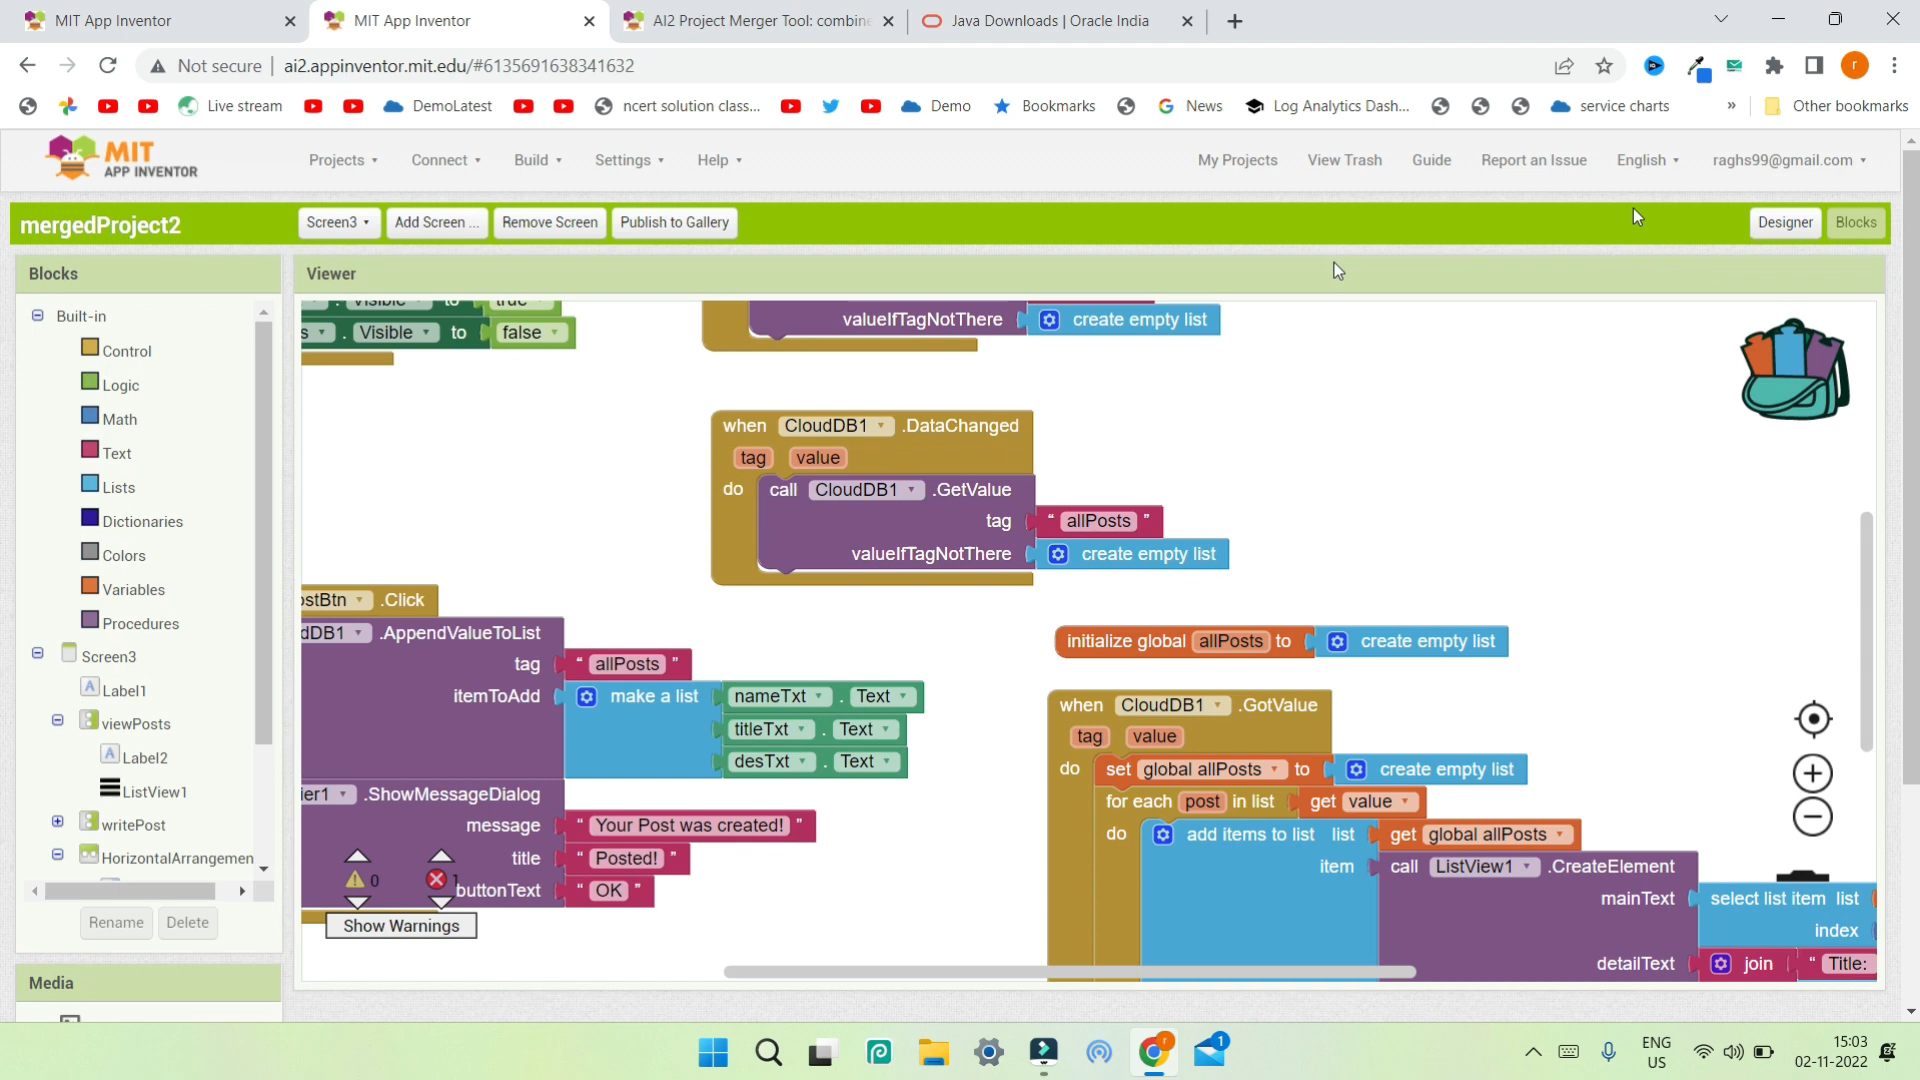 MIT App Inventor
MIT App Inventor
AI2 Project Merger Tool: combine
Java Downloads | Oracle India
Not secure | ai2.appinventor.mit.edu/#6135691638341632
r
Live stream
DemoLatest
ncert solution class...
Demo
Bookmarks
News
Log Analytics Dash...
service charts
»
Other bookmarks
MIT
APP INVENTOR
Projects
Connect
Build
Settings
Help
My Projects
View Trash
Guide
Report an Issue
English
raghs99@gmail.com
mergedProject2
Screen3
Add Screen ...
Remove Screen
Publish to Gallery
Designer
Blocks
Blocks
Viewer
Built-in
Control
Logic
Math
Text
Lists
Dictionaries
Colors
Variables
Procedures
Screen3
Label1
viewPosts
Label2
ListView1
writePost
HorizontalArrangemen
Rename
Delete
Media
. Visible to true
s . Visible to false
valueIfTagNotThere create empty list
when CloudDB1 .DataChanged
tag value
do call CloudDB1 .GetValue
tag " allPosts "
valueIfTagNotThere create empty list
ostBtn .Click
dDB1 .AppendValueToList
tag " allPosts "
itemToAdd make a list nameTxt . Text
titleTxt . Text
desTxt . Text
ier1 .ShowMessageDialog
message " Your Post was created! "
title " Posted! "
buttonText " OK "
0
1
Show Warnings
initialize global allPosts to create empty list
when CloudDB1 .GotValue
tag value
do set global allPosts to create empty list
for each post in list get value
do add items to list list get global allPosts
item call ListView1 .CreateElement
mainText select list item list
index
detailText join " Title:
1
ENG
US
15:03
02-11-2022